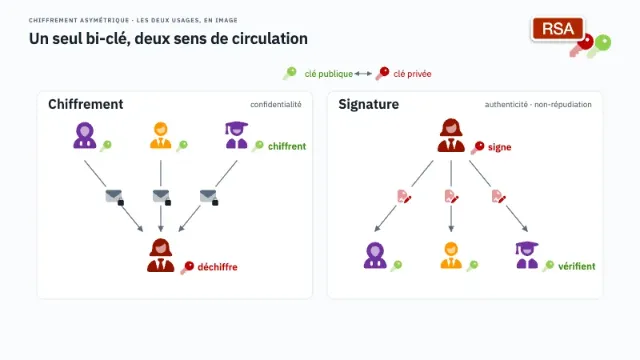 CHIFFREMENT ASYMÉTRIQUE · LES DEUX USAGES, EN IMAGE
Un seul bi-clé, deux sens de circulation
RSA
clé publique
clé privée
Chiffrement
confidentialité
chiffrent
déchiffre
Signature
authenticité · non-répudiation
signe
vérifient